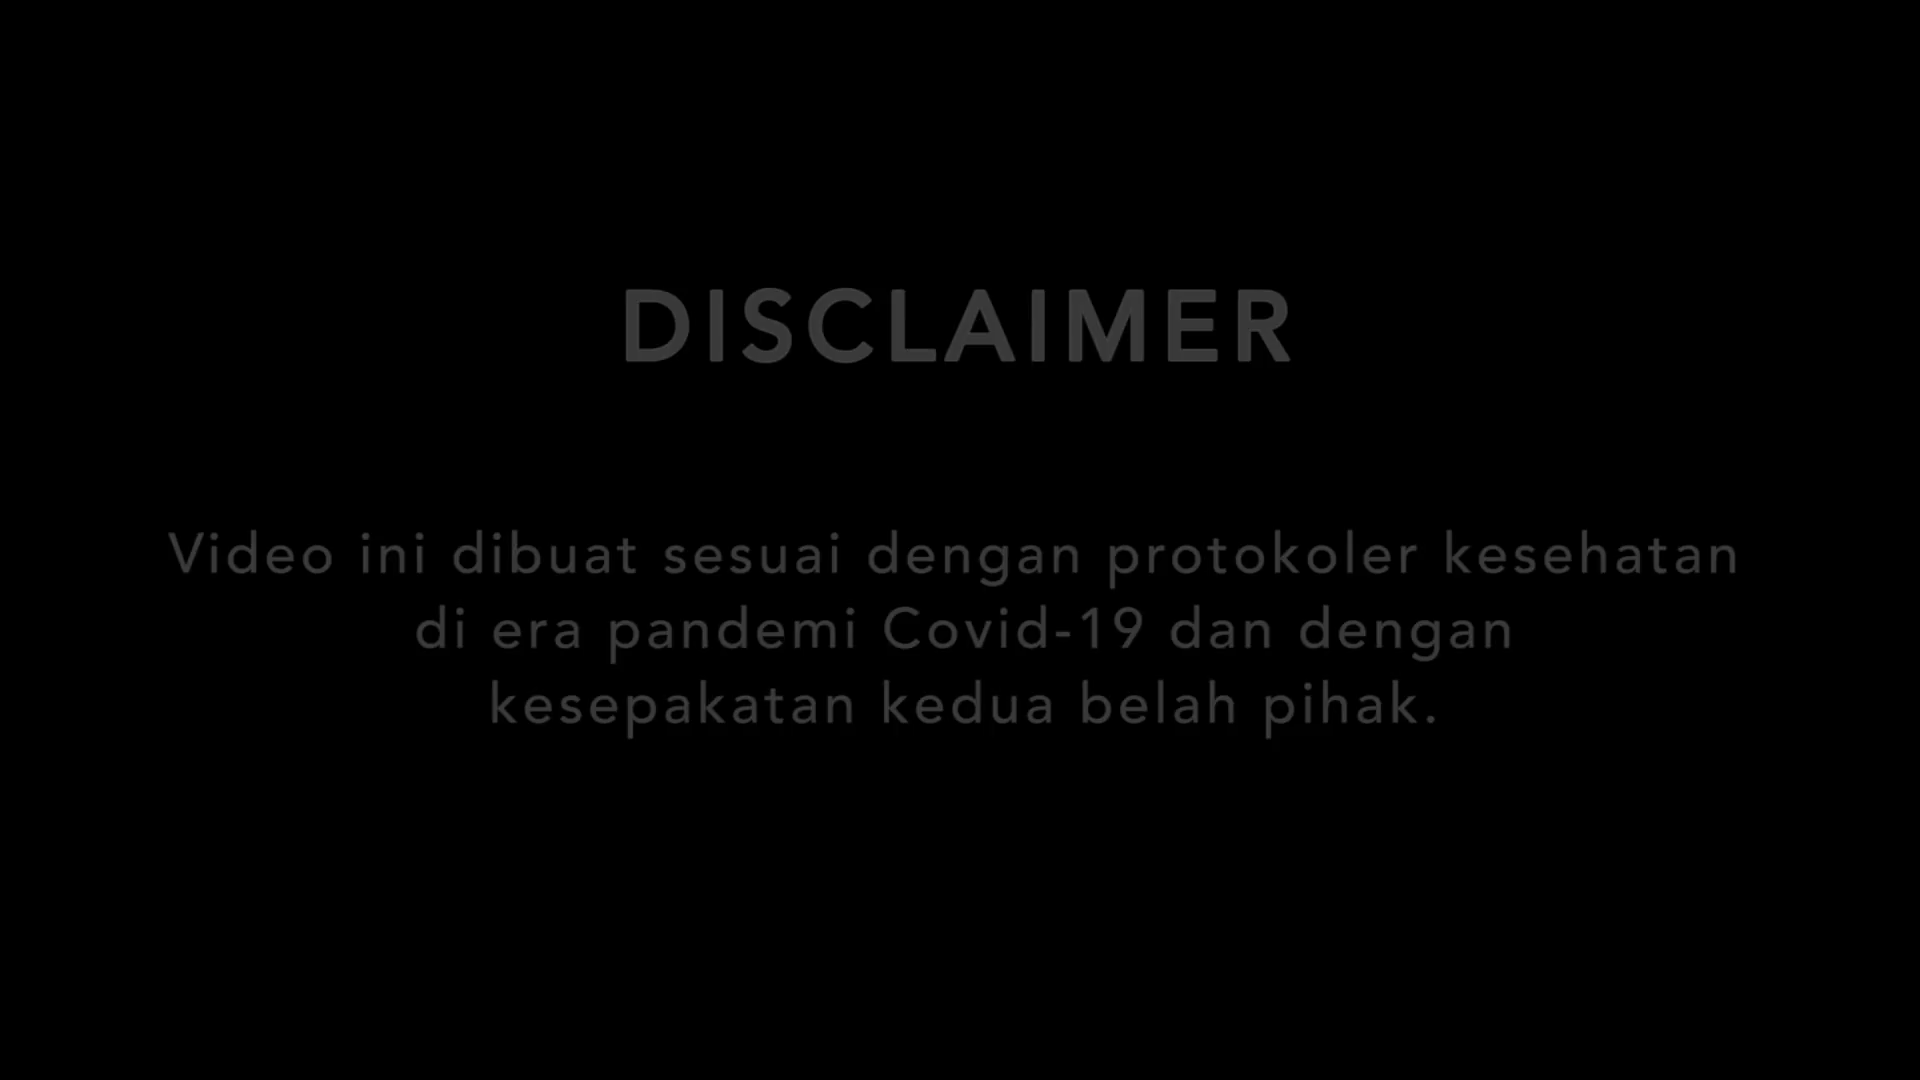 DISCLAIMER
Video ini dibuat sesuai dengan protokoler kesehatan
di era pandemi Covid-19 dan dengan
kesepakatan kedua belah pihak.